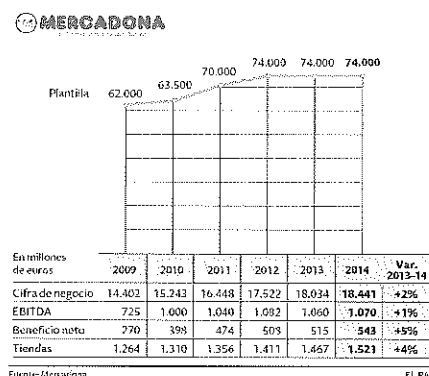 MERCADONA
Plantilla 62.000 63.500 70.000 74.000 74.000 74.000
En millones
de euros 2009 2010 2011 2012 2013 2014 Var. 2013-14
Cifra de negocio 14.402 15.243 16.448 17.522 18.034 18.441 +2%
EBITDA 725 1.000 1.040 1.082 1.060 1.070 +1%
Beneficio neto 270 398 474 508 515 543 +5%
Tiendas 1.264 1.310 1.356 1.411 1.467 1.521 +4%
Fuente: Mercadona